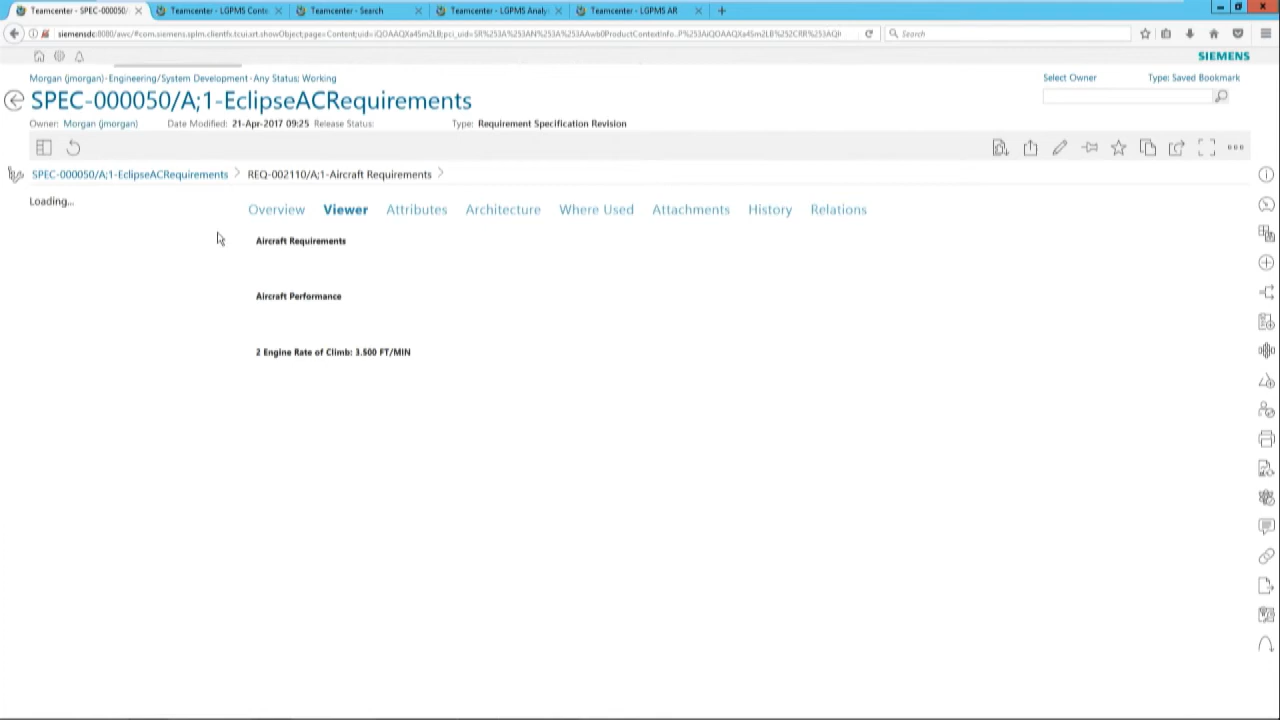 Teamcenter - SPEC-000050/
Teamcenter - LGPMS Conte
Teamcenter - Search
Teamcenter - LGPMS Analy
Teamcenter - LGPMS AR
Search
SIEMENS
Morgan (jmorgan)-Engineering/System Development-Any Status; Working
Select Owner
Type: Saved Bookmark
SPEC-000050/A;1-EclipseACRequirements
Owner: Morgan (jmorgan)
Date Modified: 21-Apr-2017 09:25 Release Status:
Type: Requirement Specification Revision
SPEC-000050/A;1-EclipseACRequirements
REQ-002110/A;1-Aircraft Requirements
Loading...
Overview Viewer Attributes Architecture Where Used Attachments History Relations
Aircraft Requirements
Aircraft Performance
2 Engine Rate of Climb: 3.500 FT/MIN